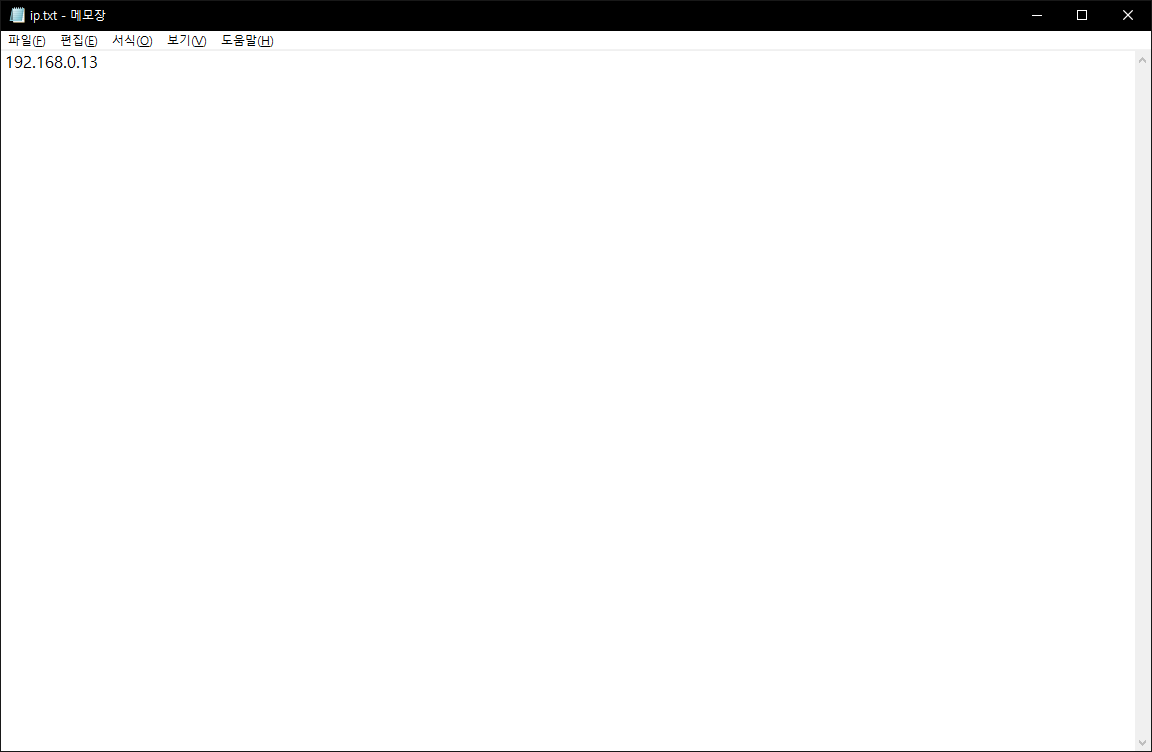 ip.txt - 메모장
파일(F) 편집(E) 서식(O) 보기(V) 도움말(H)
192.168.0.13